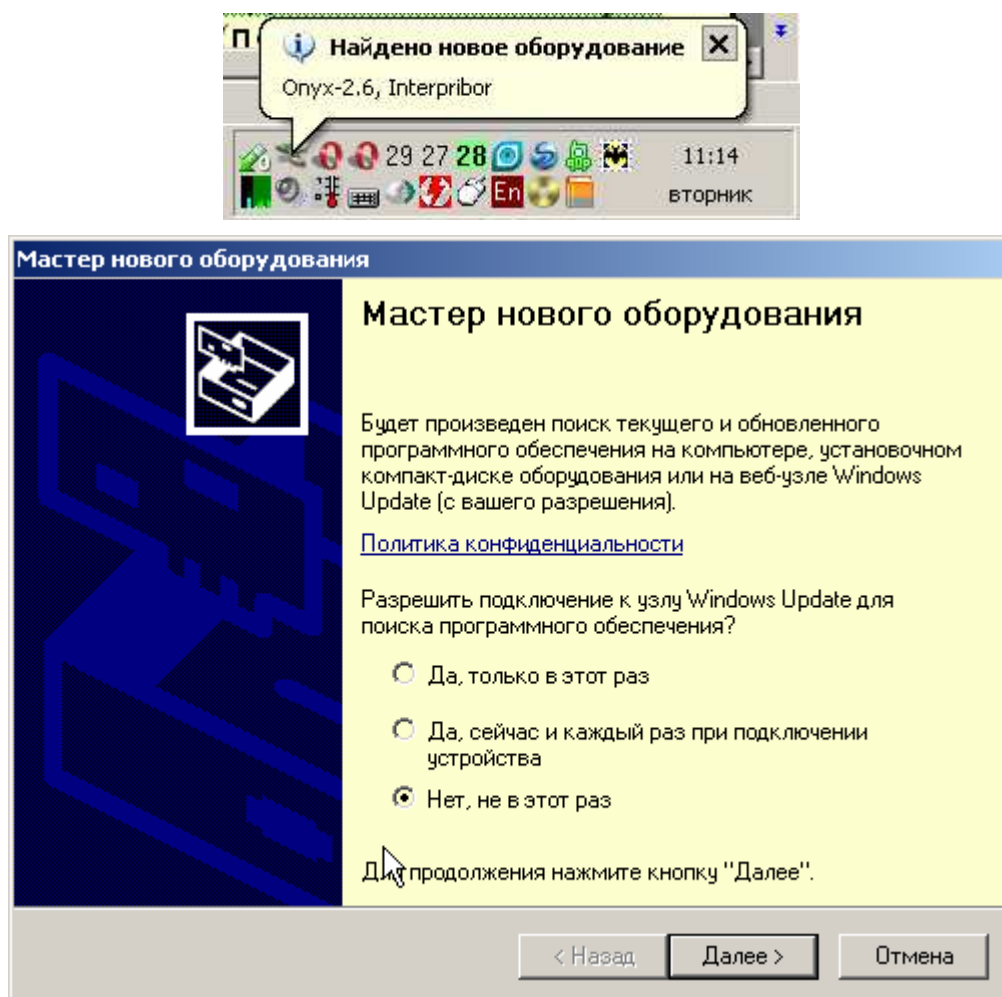 Найдено новое оборудование
Onyx-2.6, Interpribor
29 27 28 11:14
En вторник
Мастер нового оборудования
Мастер нового оборудования
Будет произведен поиск текущего и обновленного
программного обеспечения на компьютере, установочном
компакт-диске оборудования или на веб-узле Windows
Update (с вашего разрешения).
Политика конфиденциальности
Разрешить подключение к узлу Windows Update для
поиска программного обеспечения?
Да, только в этот раз
Да, сейчас и каждый раз при подключении
устройства
Нет, не в этот раз
Для продолжения нажмите кнопку "Далее".
< Назад Далее > Отмена